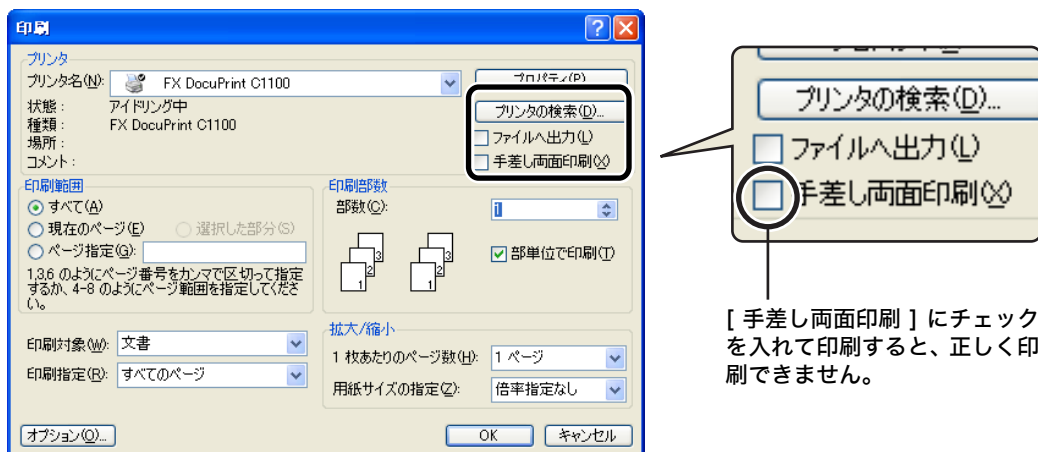 印刷
プリンタ
プリンタ名(N): FX DocuPrint C1100 プロパティ(P)
状態： アイドリング中 プリンタの検索(D)...
種類： FX DocuPrint C1100
場所： ファイルへ出力(L)
コメント： 手差し両面印刷(X)
印刷範囲
すべて(A)
現在のページ(E) 選択した部分(S)
ページ指定(G):
1,3,6 のようにページ番号をカンマで区切って指定
するか、4-8 のようにページ範囲を指定してくださ
い。
印刷部数
部数(C): 1
1 2 3 1 2 3
部単位で印刷(T)
印刷対象(W): 文書
印刷指定(R): すべてのページ
拡大/縮小
1 枚あたりのページ数(H): 1 ページ
用紙サイズの指定(Z): 倍率指定なし
オプション(O)... OK キャンセル
プリンタの検索(D)...
ファイルへ出力(L)
手差し両面印刷(X)
[ 手差し両面印刷 ] にチェック
を入れて印刷すると、正しく印
刷できません。